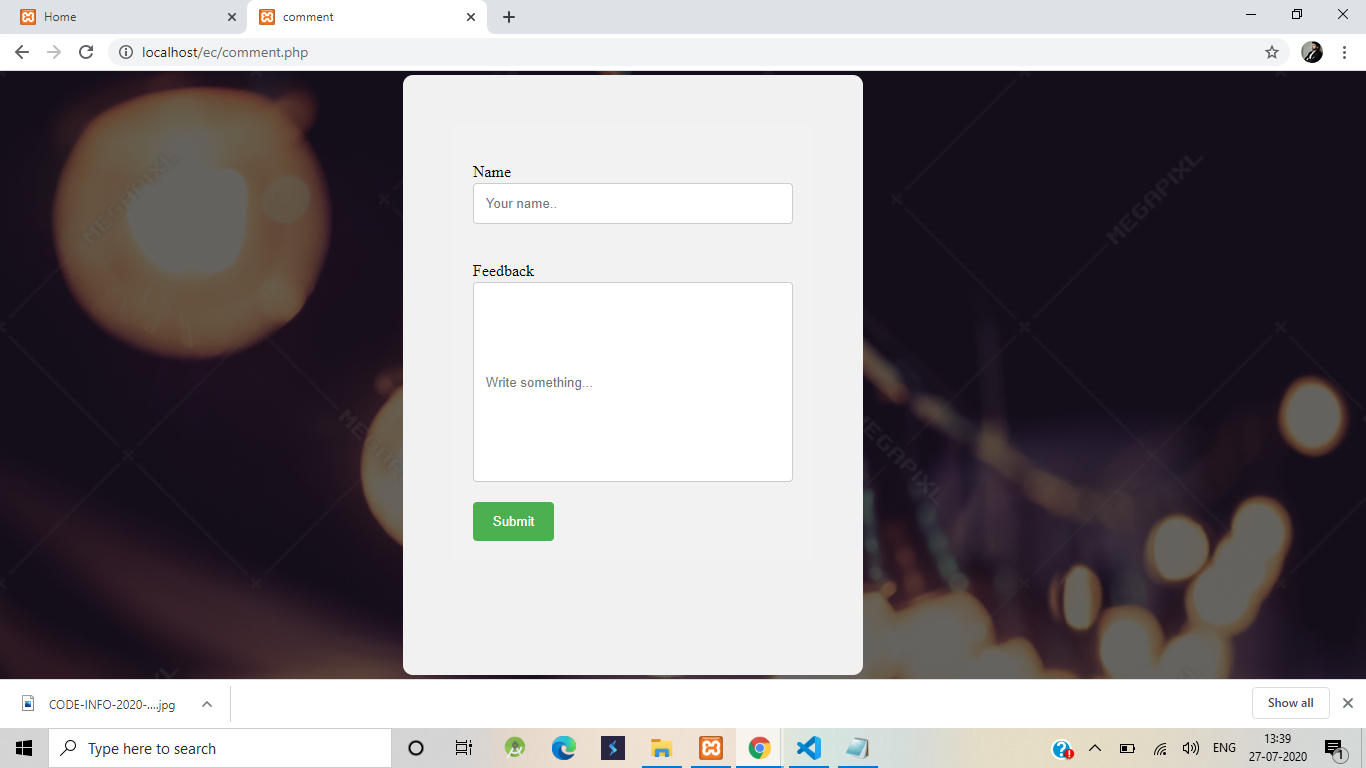 Home
comment
localhost/ec/comment.php
MEGAPIXL
MEGAPIXL
Name
Your name..
Feedback
Write something...
MEGAPIXL
MEGAPIXL
Submit
CODE-INFO-2020-....jpg
Show all
Type here to search
ENG
13:39
27-07-2020
1